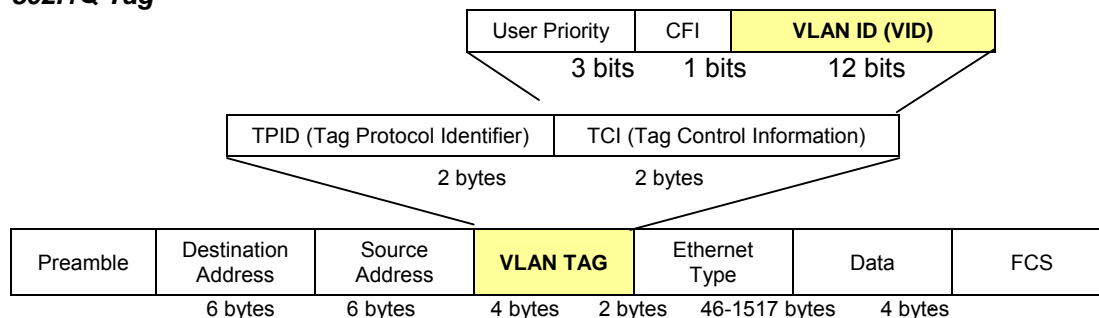 802.1Q Tag
User Priority CFI VLAN ID (VID)
3 bits 1 bits 12 bits
TPID (Tag Protocol Identifier) TCI (Tag Control Information)
2 bytes 2 bytes
Preamble Destination Address Source Address VLAN TAG Ethernet Type Data FCS
6 bytes 6 bytes 4 bytes 2 bytes 46-1517 bytes 4 bytes